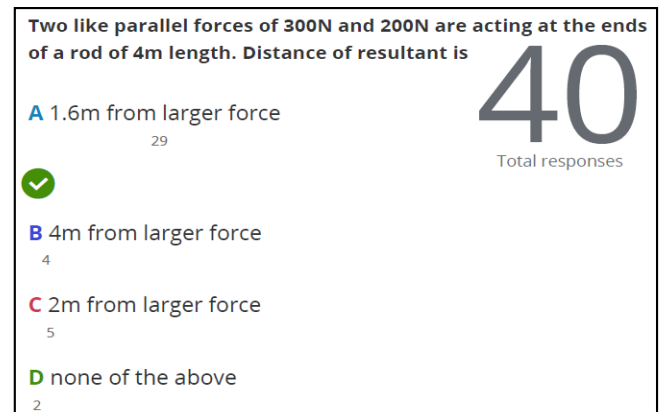 Two like parallel forces of 300N and 200N are acting at the ends
of a rod of 4m length. Distance of resultant is
40
Total responses
A 1.6m from larger force
29
B 4m from larger force
4
C 2m from larger force
5
D none of the above
2